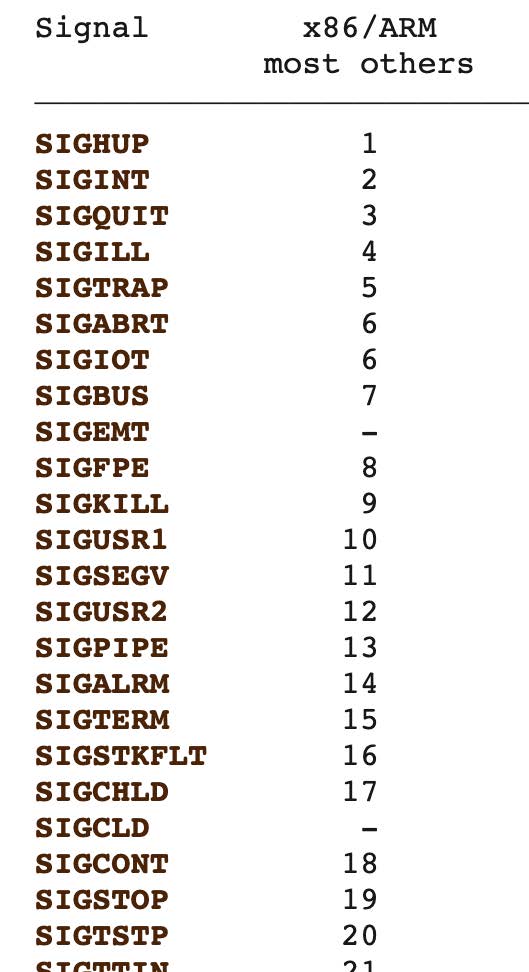 Signal x86/ARM
most others
SIGHUP 1
SIGINT 2
SIGQUIT 3
SIGILL 4
SIGTRAP 5
SIGABRT 6
SIGIOT 6
SIGBUS 7
SIGEMT –
SIGFPE 8
SIGKILL 9
SIGUSR1 10
SIGSEGV 11
SIGUSR2 12
SIGPIPE 13
SIGALRM 14
SIGTERM 15
SIGSTKFLT 16
SIGCHLD 17
SIGCLD –
SIGCONT 18
SIGSTOP 19
SIGTSTP 20
SIGTTIN 21